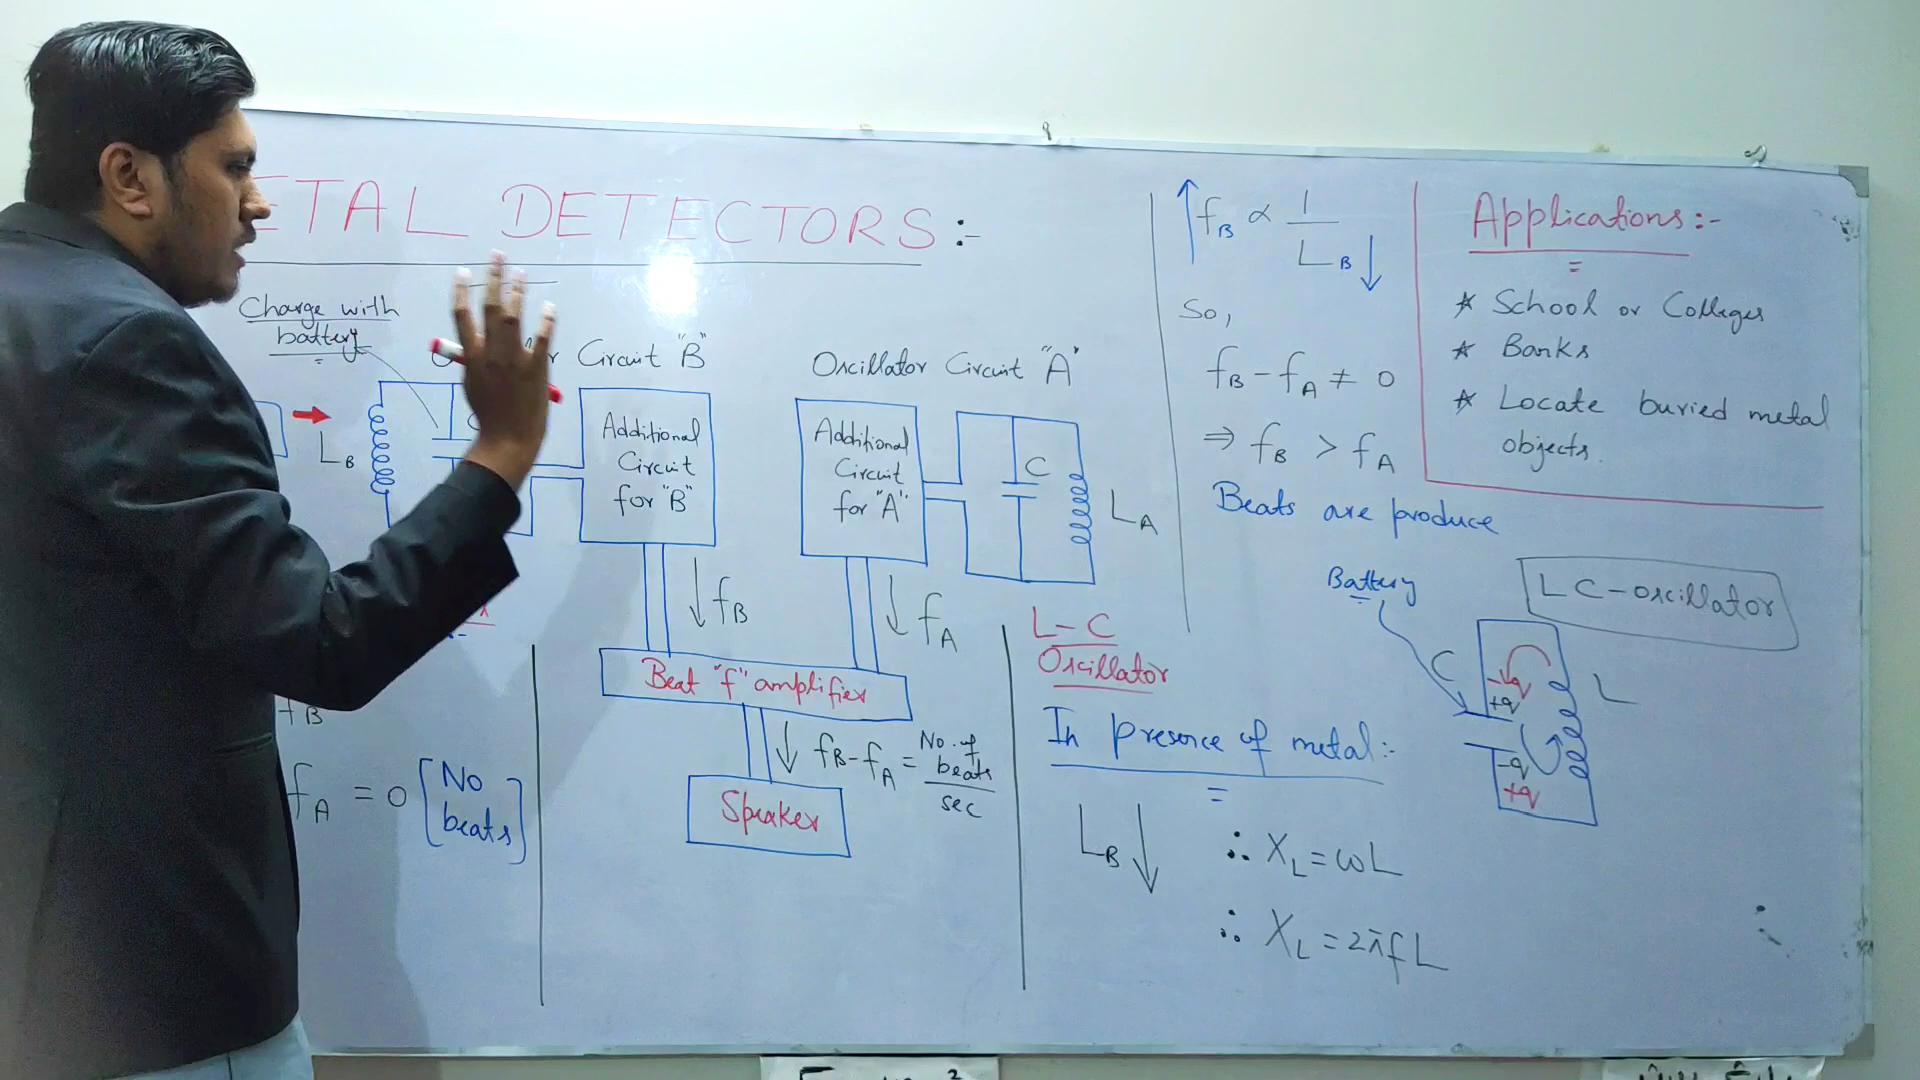 ETAL DETECTORS:-
Charge with
battery
Circuit "B"
L_B
Additional
Circuit
for "B"
f_B
Oscillator Circuit "A"
Additional
Circuit
for "A"
C
L_A
f_A
Beat "f" amplifier
f_B - f_A = No. of beats / sec
Speaker
f_B
f_A = 0 [No beats]
↑ f_B ∝ 1 / L_B ↓
So,
f_B - f_A ≠ 0
⇒ f_B > f_A
Beats are produce
Applications:-
* School or Colleges
* Banks
* Locate buried metal
objects.
L-C
Oscillator
In presence of metal:-
L_B ↓
∴ X_L = ωL
∴ X_L = 2πfL
Battery
LC-oscillator
C
-q
+q
L
-q
+q